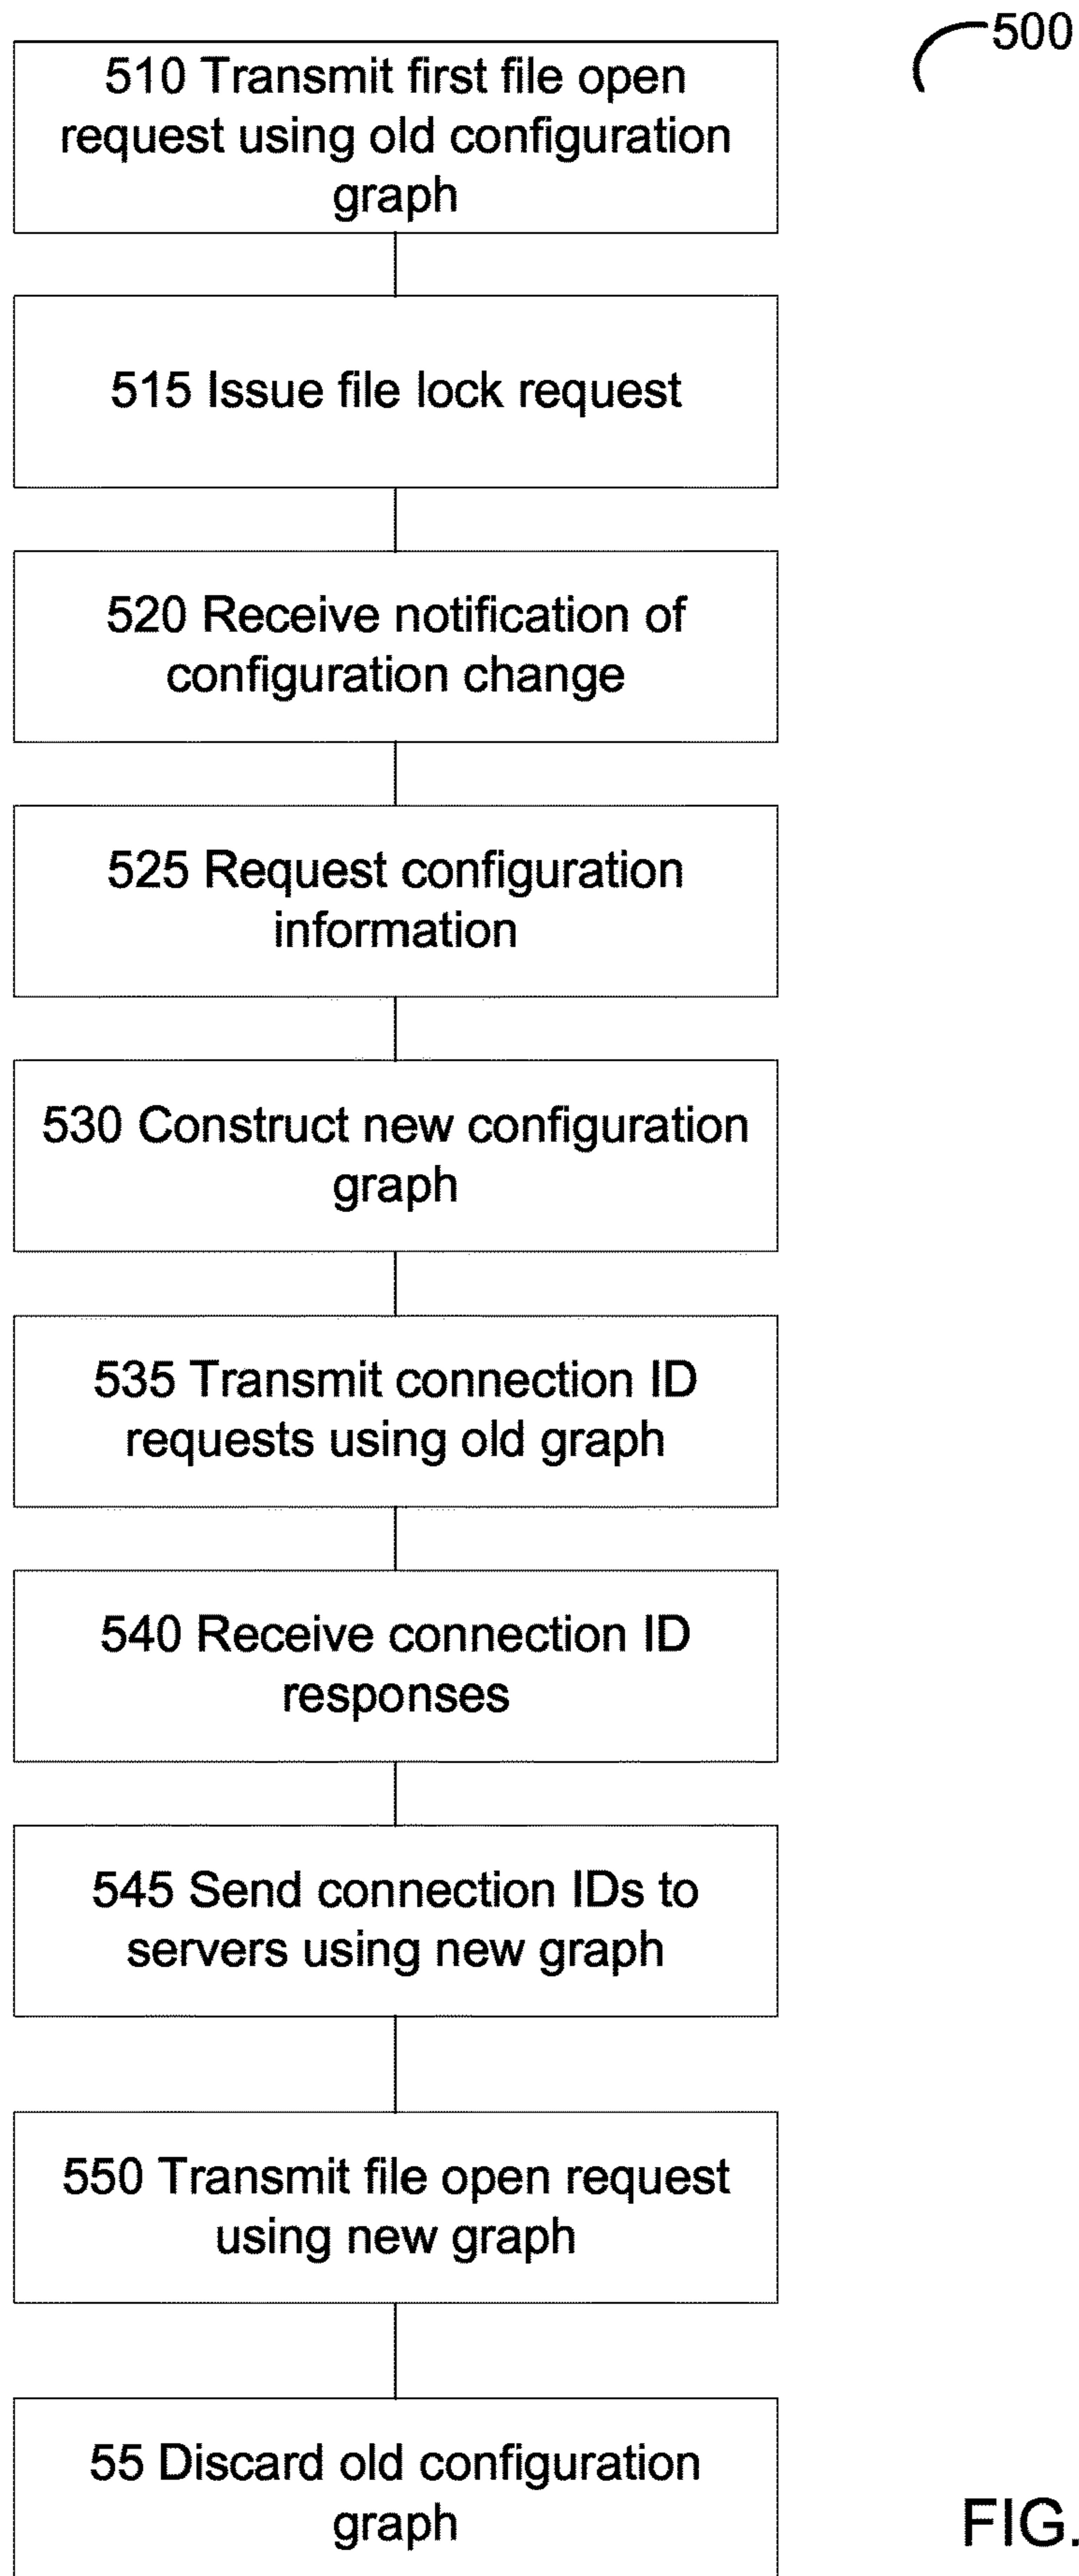 500
510 Transmit first file open
request using old configuration
graph
515 Issue file lock request
520 Receive notification of
configuration change
525 Request configuration
information
530 Construct new configuration
graph
535 Transmit connection ID
requests using old graph
540 Receive connection ID
responses
545 Send connection IDs to
servers using new graph
550 Transmit file open request
using new graph
55 Discard old configuration
graph
FIG.